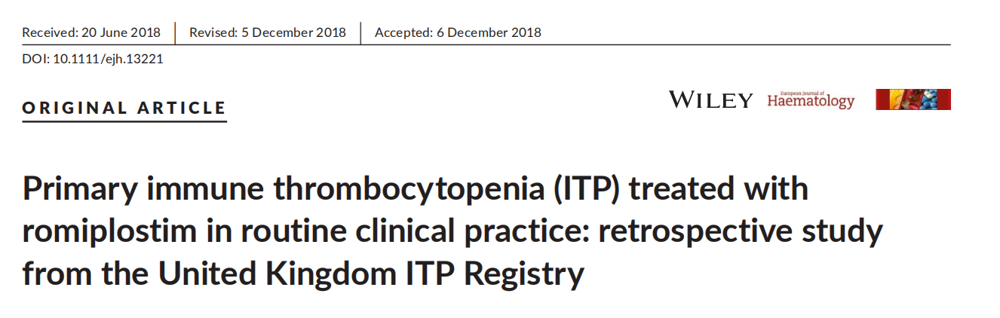 Received: 20 June 2018 | Revised: 5 December 2018 | Accepted: 6 December 2018
DOI: 10.1111/ejh.13221
ORIGINAL ARTICLE
WILEY European Journal of Haematology
Primary immune thrombocytopenia (ITP) treated with
romiplostim in routine clinical practice: retrospective study
from the United Kingdom ITP Registry